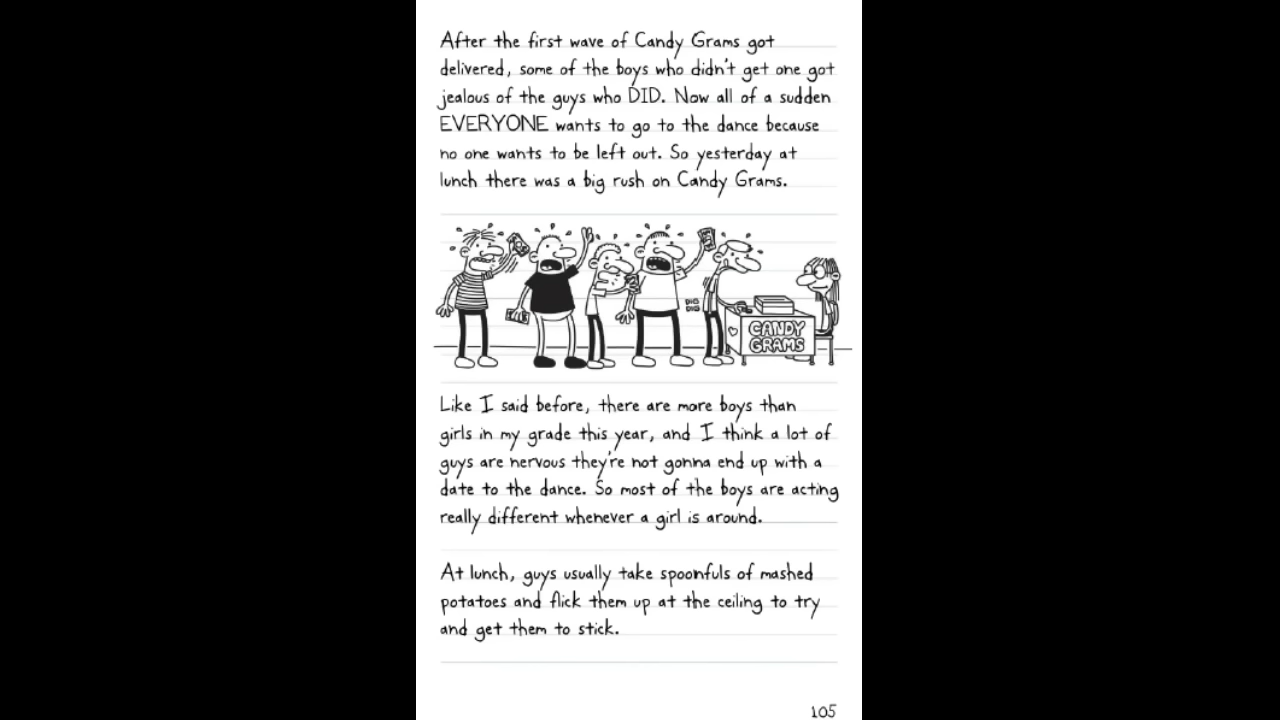 After the first wave of Candy Grams got
delivered, some of the boys who didn't get one got
jealous of the guys who DID. Now all of a sudden
EVERYONE wants to go to the dance because
no one wants to be left out. So yesterday at
lunch there was a big rush on Candy Grams.
CANDY
GRAMS
Like I said before, there are more boys than
girls in my grade this year, and I think a lot of
guys are nervous they're not gonna end up with a
date to the dance. So most of the boys are acting
really different whenever a girl is around.
At lunch, guys usually take spoonfuls of mashed
potatoes and flick them up at the ceiling to try
and get them to stick.
105